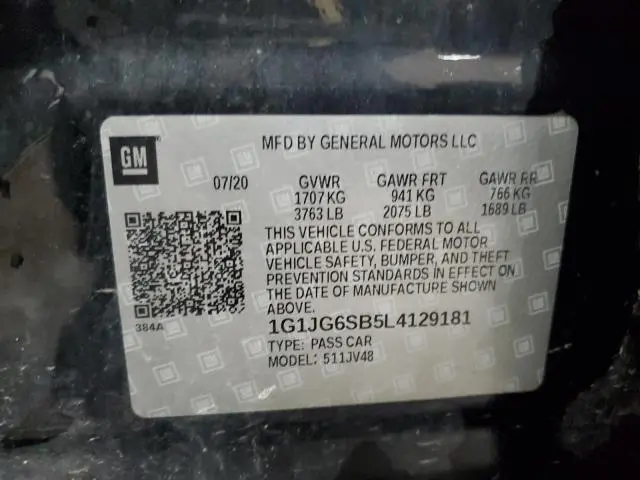 GM
MFD BY GENERAL MOTORS LLC
07/20 GVWR GAWR FRT GAWR RR
1707 KG 941 KG 766 KG
3763 LB 2075 LB 1689 LB
THIS VEHICLE CONFORMS TO ALL
APPLICABLE U.S. FEDERAL MOTOR
VEHICLE SAFETY, BUMPER, AND THEFT
PREVENTION STANDARDS IN EFFECT ON
THE DATE OF MANUFACTURE SHOWN
ABOVE.
384A
1G1JG6SB5L4129181
TYPE: PASS CAR
MODEL: 511JV48